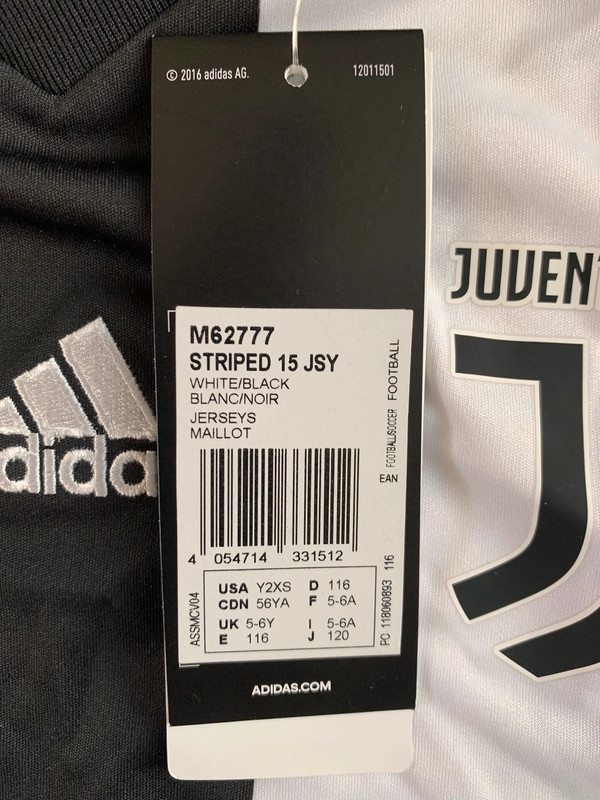 © 2016 adidas AG. 12011501
JUVENT
M62777
STRIPED 15 JSY
WHITE/BLACK
BLANC/NOIR
JERSEYS
MAILLOT
FOOTBALL/SOCCER FOOTBALL
EAN
adida
4 054714 331512
ASSMCV04
USA Y2XS D 116
CDN 56YA F 5-6A
UK 5-6Y I 5-6A
E 116 J 120
PO 118060893 116
ADIDAS.COM